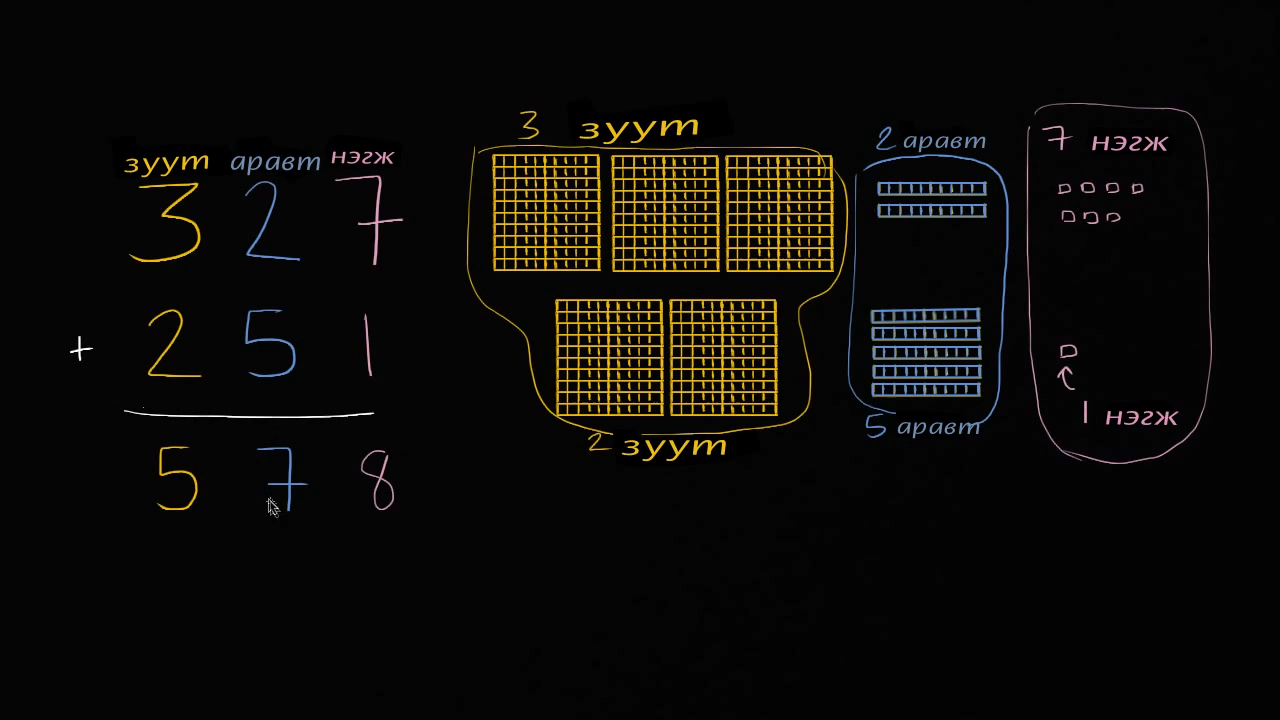 зуут аравт нэгж
3 2 7
+ 2 5 1
5 7 8
3 зуут
2 зуут
2 аравт
5 аравт
7 нэгж
1 нэгж